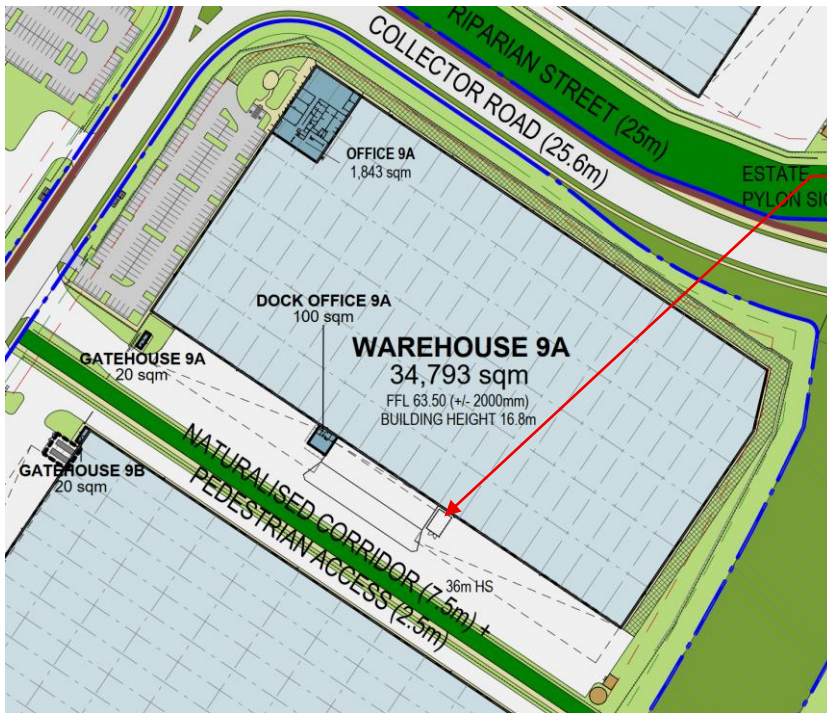 RIPARIAN STREET (25m)
COLLECTOR ROAD (25.6m)
OFFICE 9A
1,843 sqm
ESTATE
PYLON
DOCK OFFICE 9A
100 sqm
WAREHOUSE 9A
34,793 sqm
FFL 63.50 (+/- 2000mm)
BUILDING HEIGHT 16.8m
GATEHOUSE 9A
20 sqm
GATEHOUSE 9B
20 sqm
NATURALISED CORRIDOR (7.5m) +
PEDESTRIAN ACCESS (2.5m)
36m HS